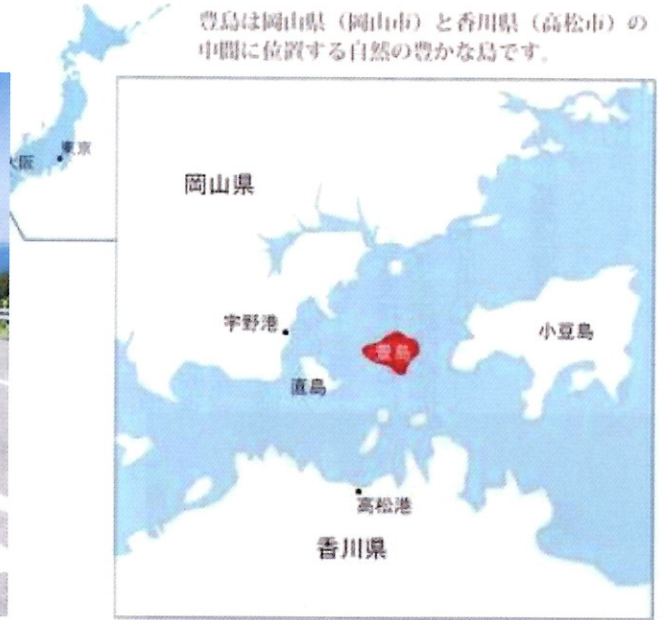 豊島は岡山県（岡山市）と香川県（高松市）の
中間に位置する自然の豊かな島です。
東京
大阪
岡山県
宇野港
豊島
小豆島
直島
高松港
香川県